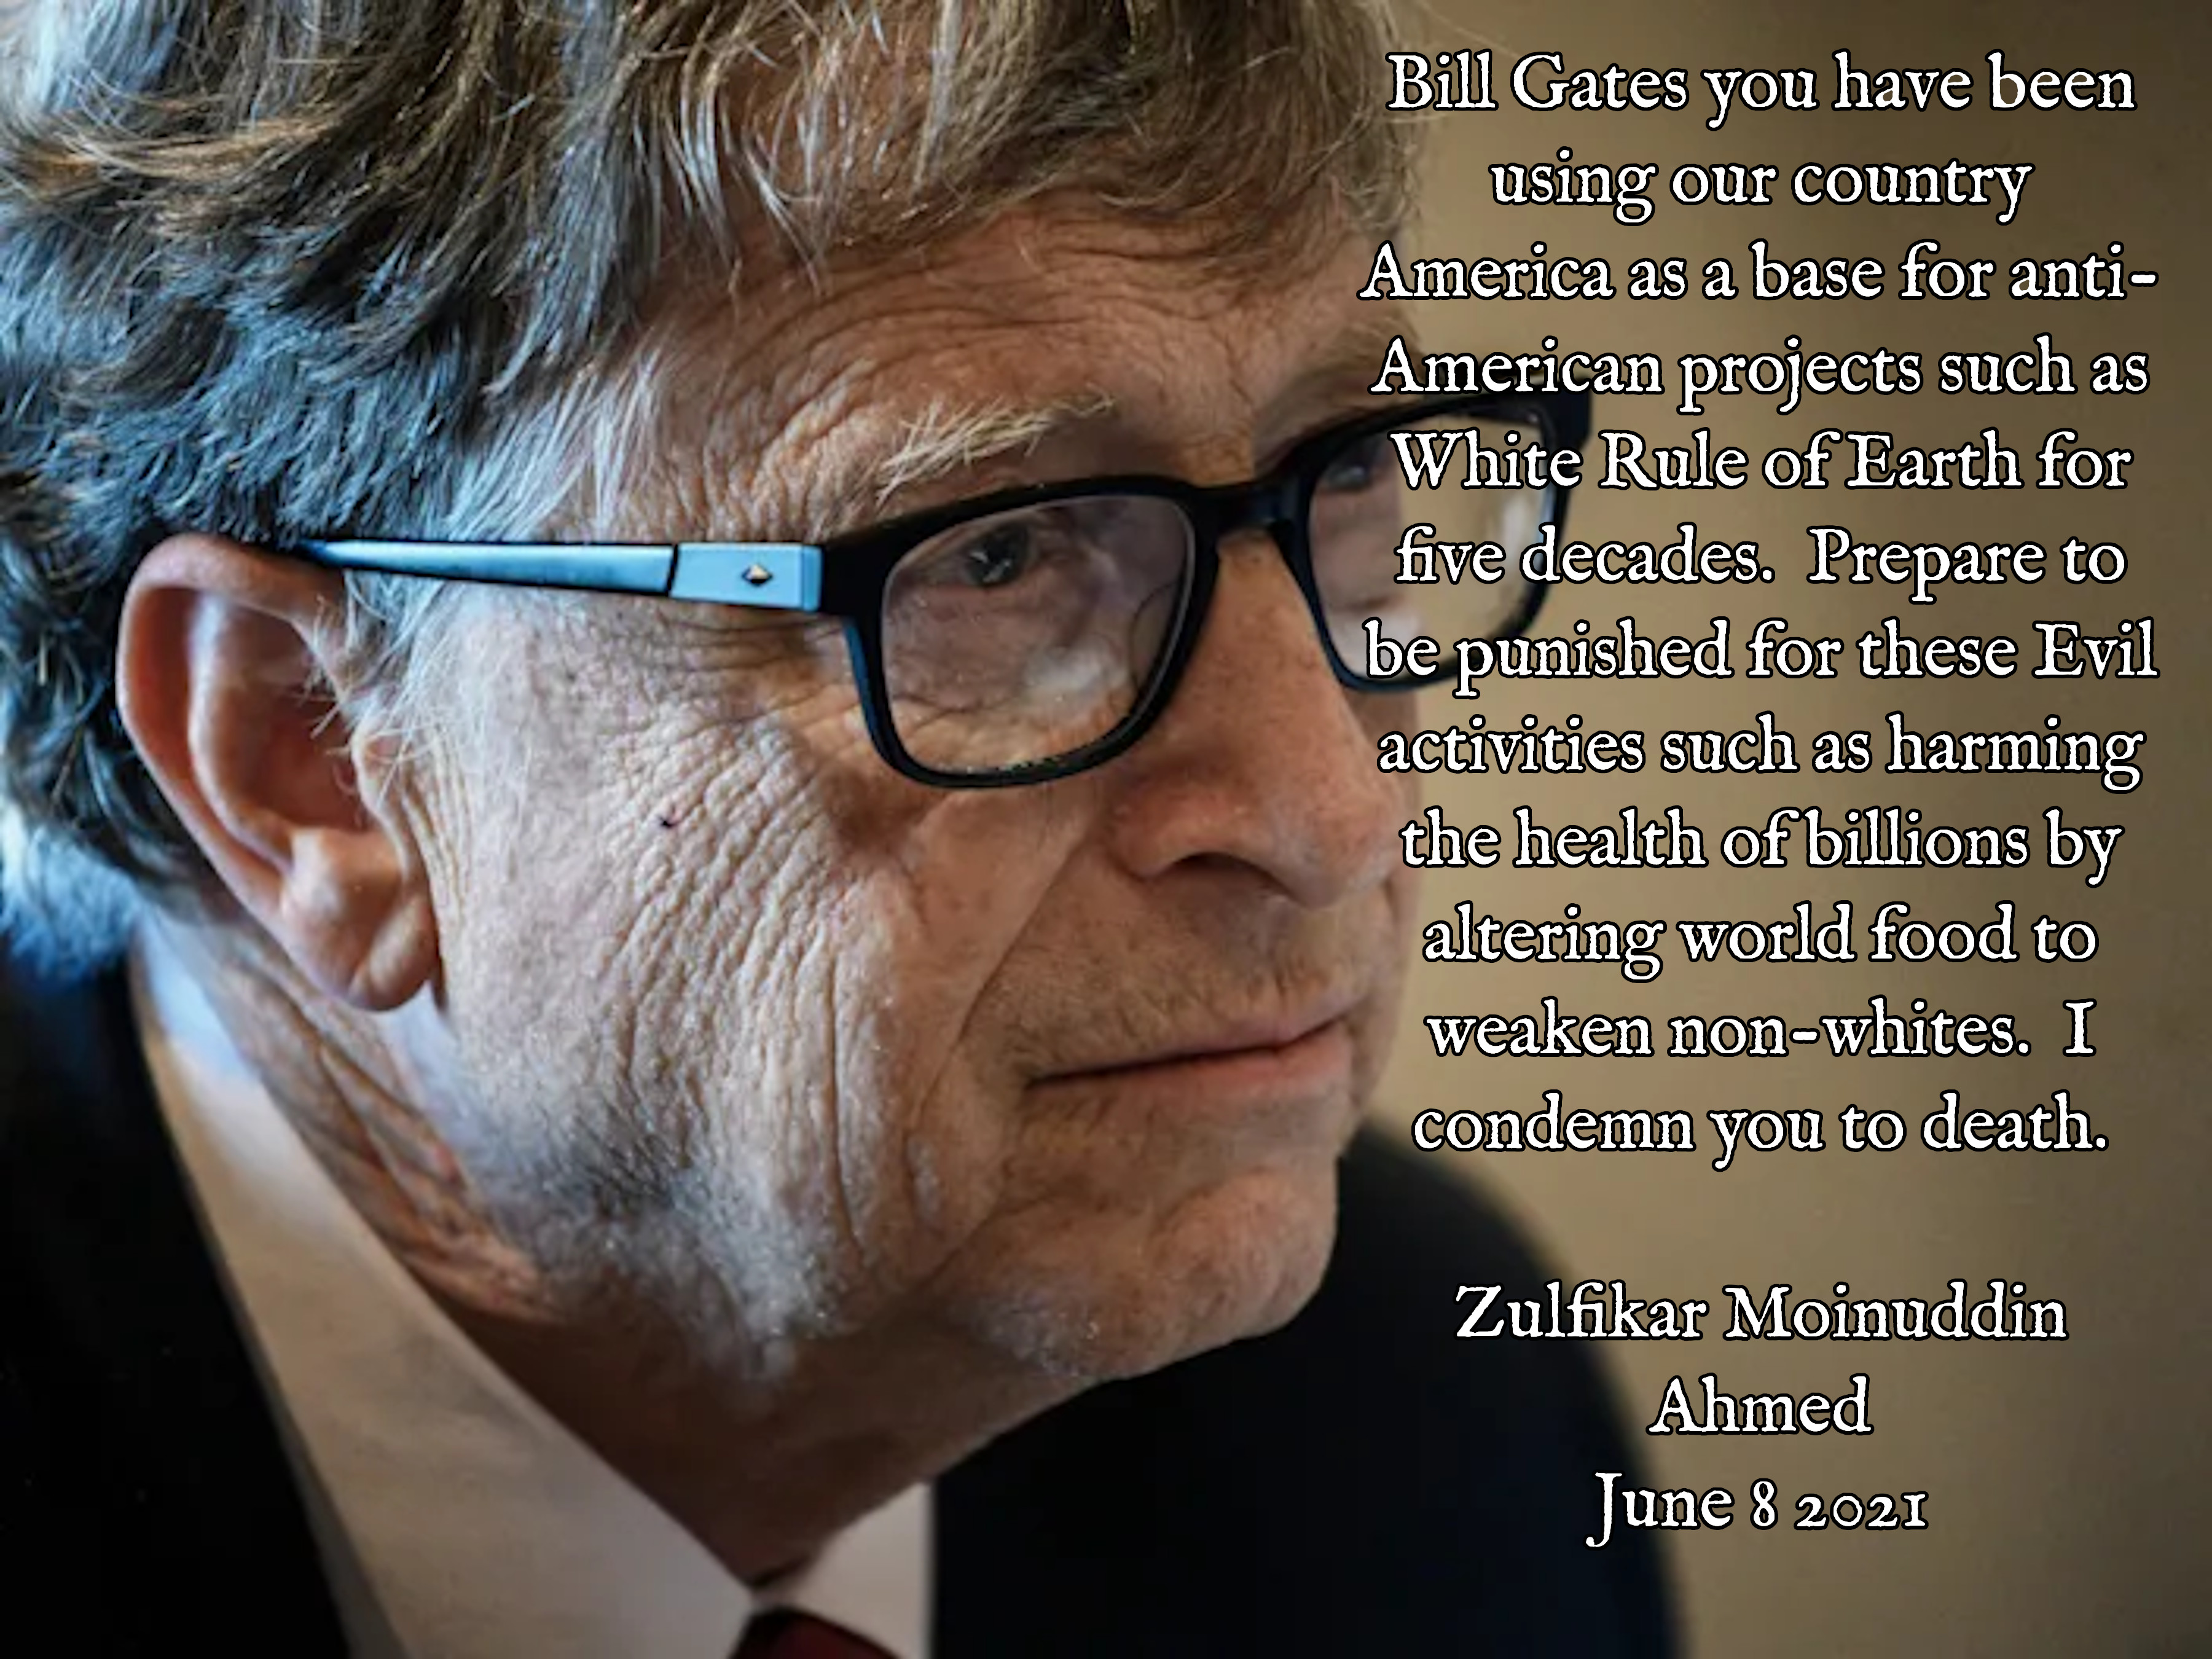 Bill Gates you have been
using our country
America as a base for anti-
American projects such as
White Rule of Earth for
five decades.  Prepare to
be punished for these Evil
activities such as harming
the health of billions by
altering world food to
weaken non-whites.  I
condemn you to death.
Zulfikar Moinuddin
Ahmed
June 8 2021